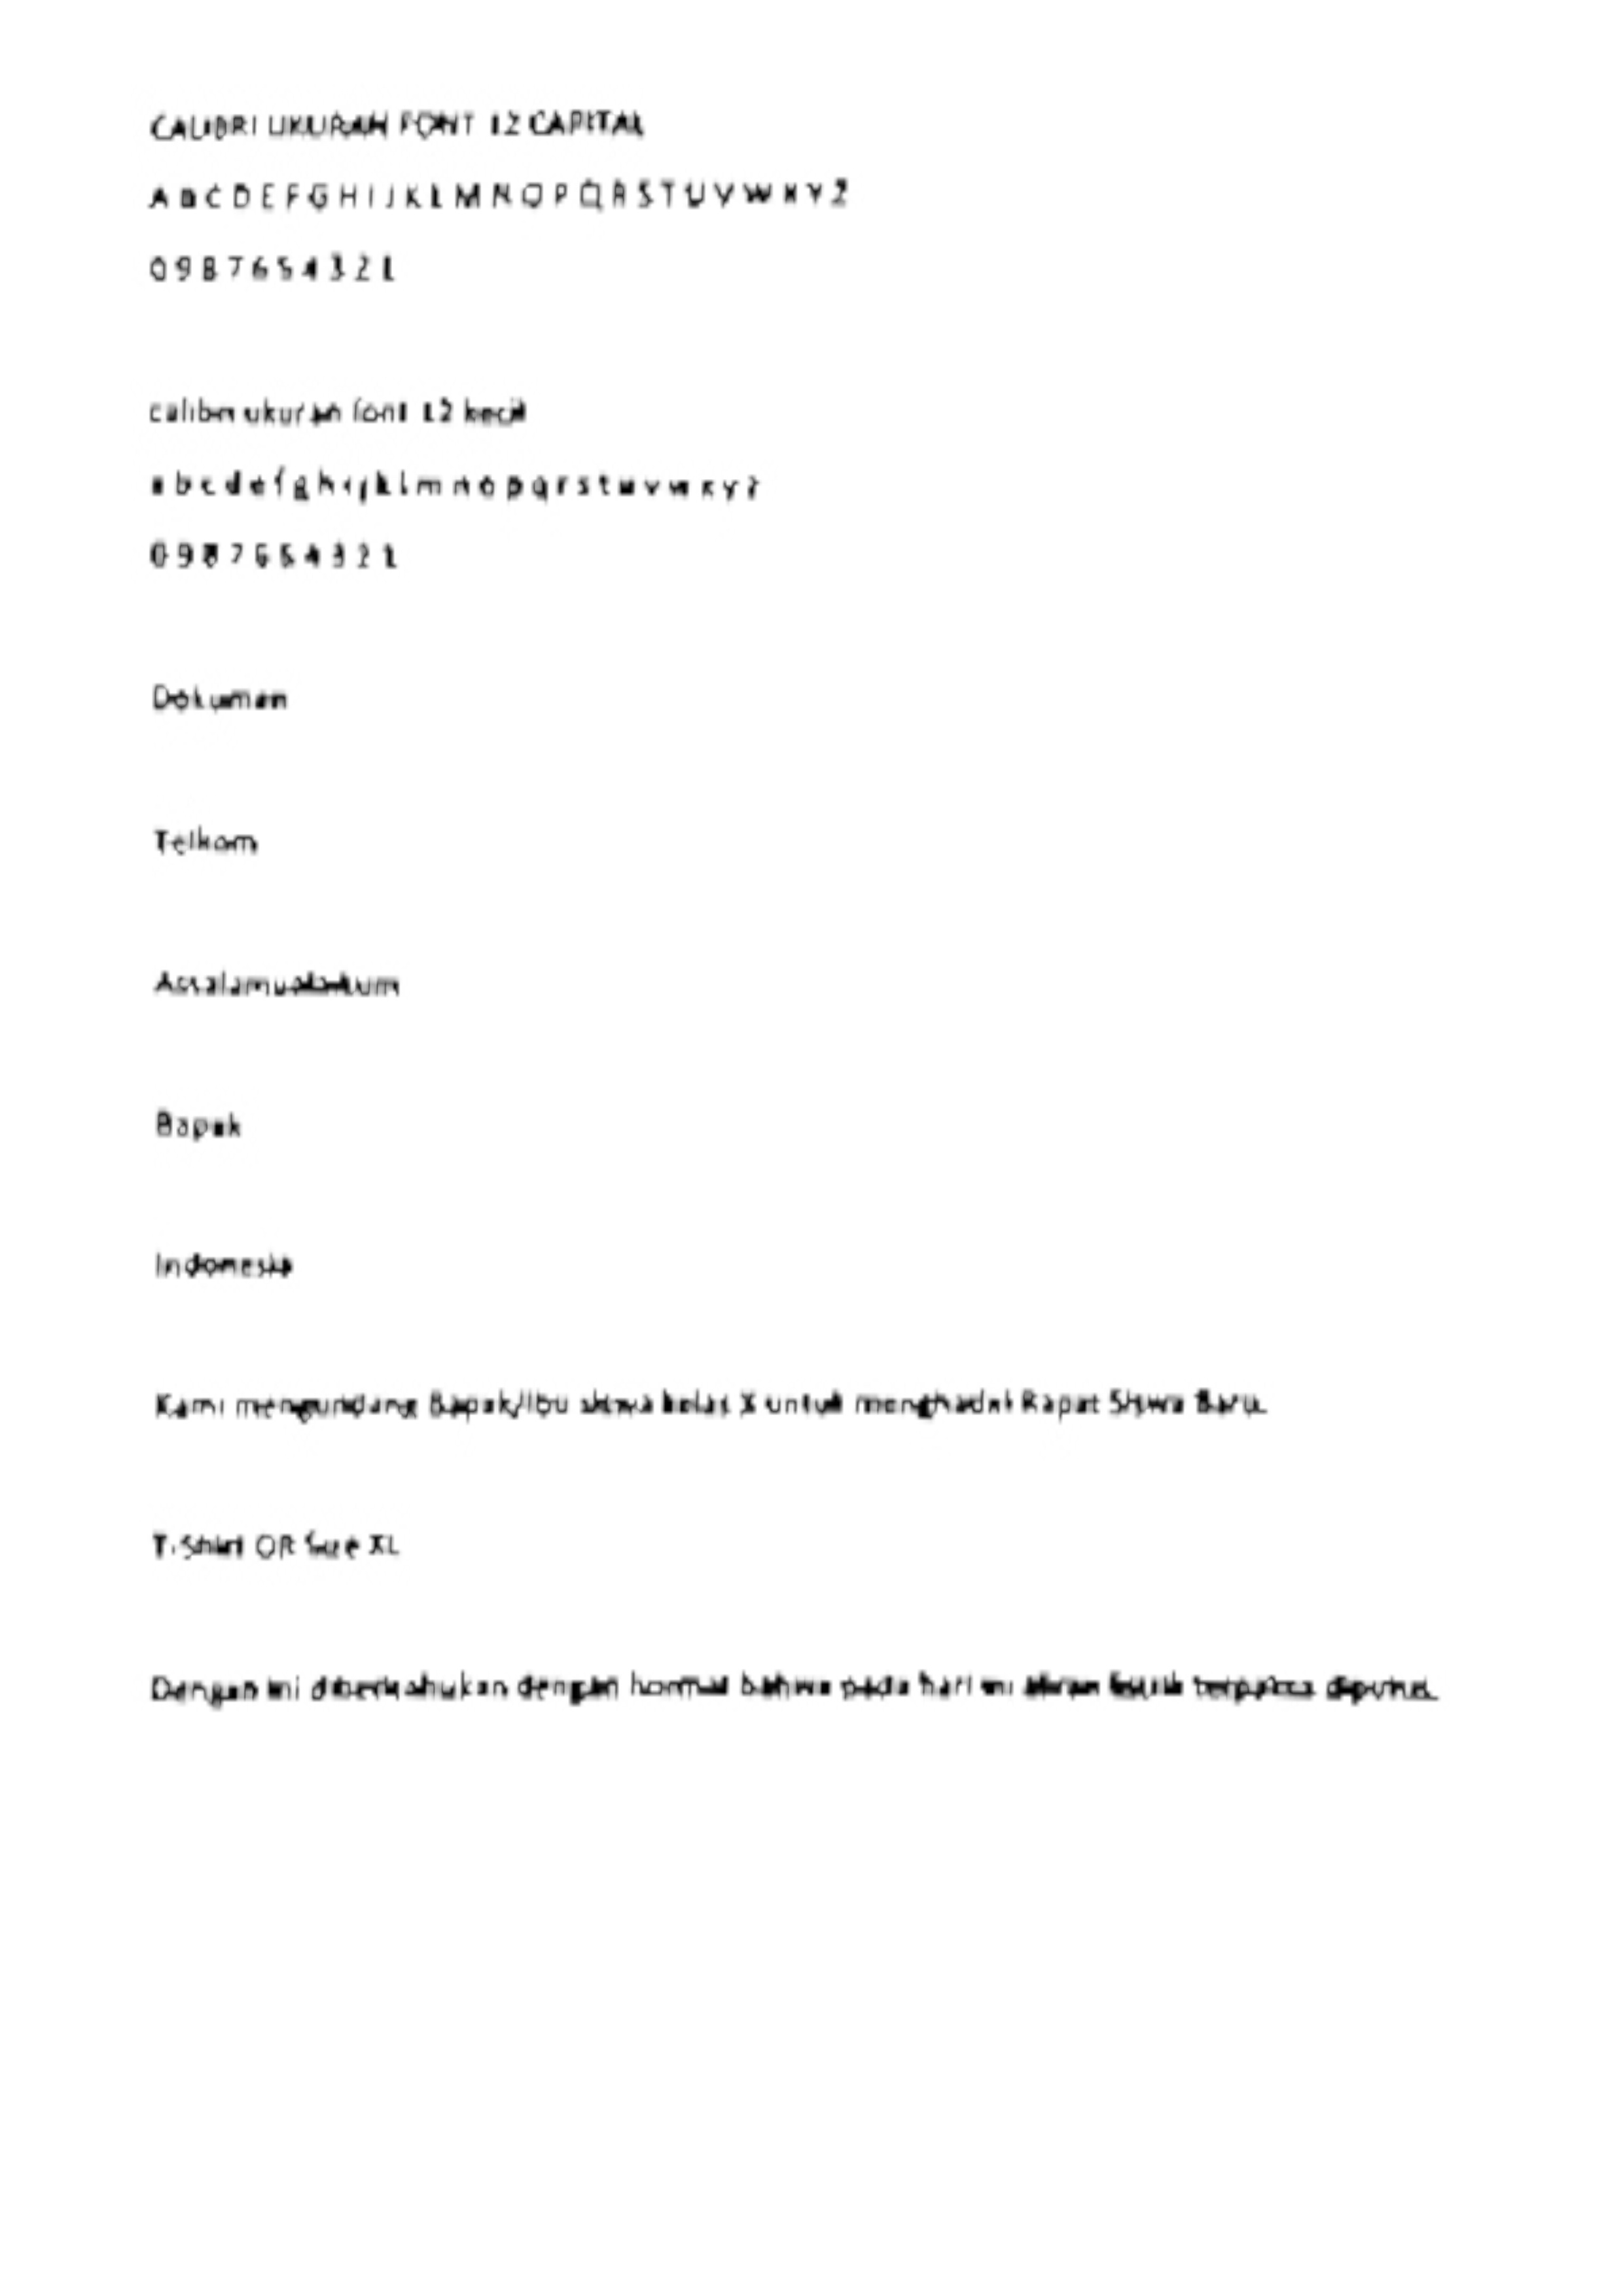 CALIBRI UKURAN FONT 12 CAPITAL
A B C D E F G H I J K L M N O P Q R S T U V W X Y Z
0 9 8 7 6 5 4 3 2 1
calibri ukuran font 12 kecil
a b c d e f g h i j k l m n o p q r s t u v w x y z
0 9 8 7 6 5 4 3 2 1
Dokumen
Telkom
Assalamualaikum
Bapak
Indonesia
Kami mengundang Bapak/Ibu siswa kelas X untuk menghadiri Rapat Siswa Baru.
T-Shirt QR Size XL
Dengan ini diberitahukan dengan hormat bahwa pada hari ini aliran listrik terpaksa diputus.